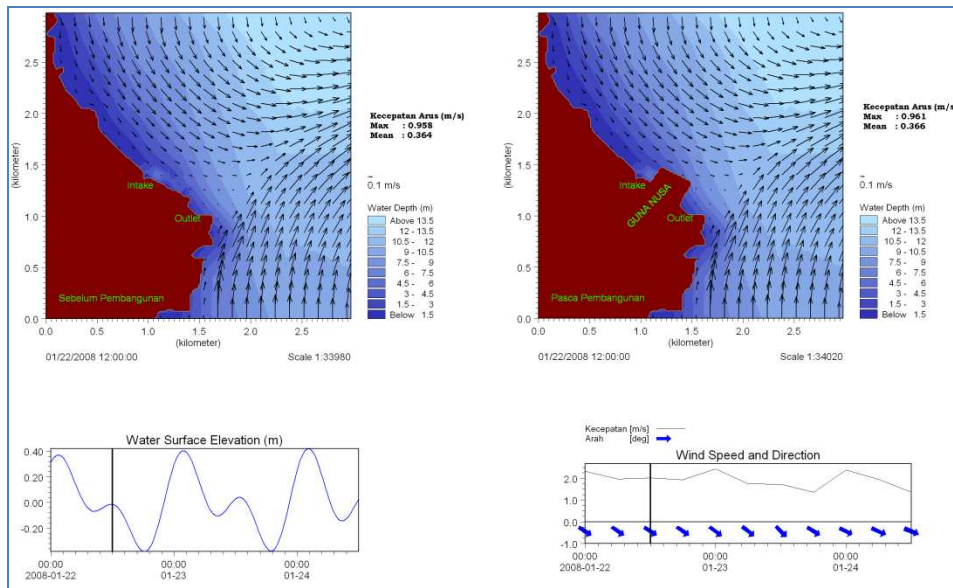 3.0
2.5
2.0
1.5
1.0
0.5
0.0
(kilometer)
0.0 0.5 1.0 1.5 2.0 2.5
(kilometer)
Intake
Outlet
Sebelum Pembangunan
01/22/2008 12:00:00 Scale 1:33980
Kecepatan Arus (m/s)
Max : 0.958
Mean : 0.364
0.1 m/s
Water Depth (m)
Above 13.5
12 - 13.5
10.5 - 12
9 - 10.5
7.5 - 9
6 - 7.5
4.5 - 6
3 - 4.5
1.5 - 3
Below 1.5
3.0
2.5
2.0
1.5
1.0
0.5
0.0
(kilometer)
0.0 0.5 1.0 1.5 2.0 2.5
(kilometer)
Intake
GUNA NUSA
Outlet
Pasca Pembangunan
01/22/2008 12:00:00 Scale 1:34020
Kecepatan Arus (m/s)
Max : 0.961
Mean : 0.366
0.1 m/s
Water Depth (m)
Above 13.5
12 - 13.5
10.5 - 12
9 - 10.5
7.5 - 9
6 - 7.5
4.5 - 6
3 - 4.5
1.5 - 3
Below 1.5
Water Surface Elevation (m)
0.40
0.20
0.00
-0.20
00:00 00:00 00:00
2008-01-22 01-23 01-24
Kecepatan [m/s]
Arah [deg]
Wind Speed and Direction
2.0
1.0
0.0
-1.0
00:00 00:00 00:00
2008-01-22 01-23 01-24